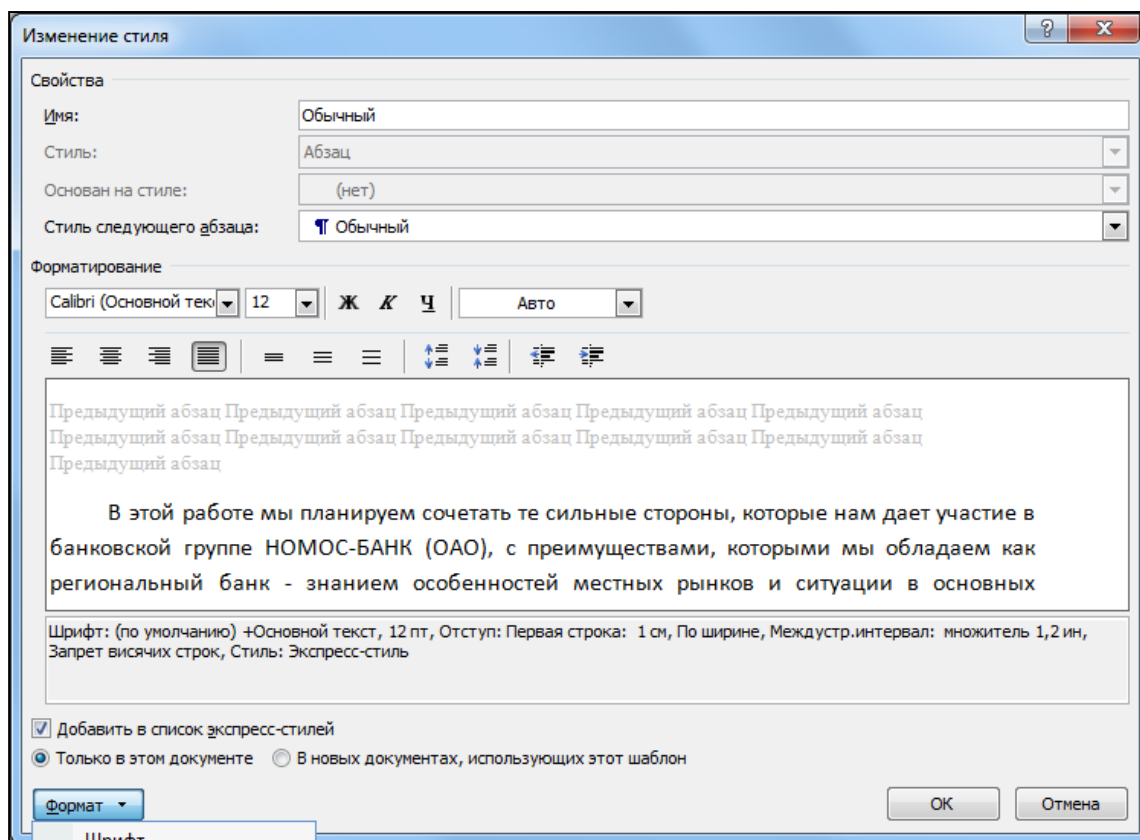 Изменение стиля
Свойства
Имя: Обычный
Стиль: Абзац
Основан на стиле: (нет)
Стиль следующего абзаца: ¶ Обычный
Форматирование
Calibri (Основной тек 12 Ж К Ч Авто
Предыдущий абзац Предыдущий абзац Предыдущий абзац Предыдущий абзац Предыдущий абзац
Предыдущий абзац Предыдущий абзац Предыдущий абзац Предыдущий абзац Предыдущий абзац
Предыдущий абзац
В этой работе мы планируем сочетать те сильные стороны, которые нам дает участие в
банковской группе НОМОС-БАНК (ОАО), с преимуществами, которыми мы обладаем как
региональный банк - знанием особенностей местных рынков и ситуации в основных
Шрифт: (по умолчанию) +Основной текст, 12 пт, Отступ: Первая строка: 1 см, По ширине, Междустр.интервал: множитель 1,2 ин,
Запрет висячих строк, Стиль: Экспресс-стиль
Добавить в список экспресс-стилей
Только в этом документе В новых документах, использующих этот шаблон
Формат ОК Отмена
Шрифт